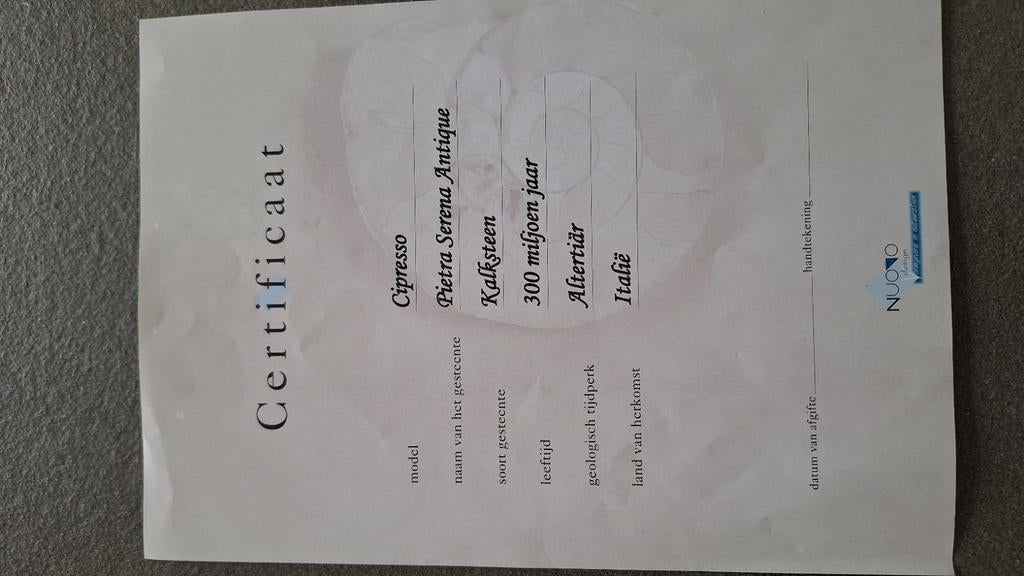 Certificaat
model Cipresso
naam van het gesteente Pietra Serena Antique
soort gesteente Kalksteen
leeftijd 300 miljoen jaar
geologisch tijdperk Altertiär
land van herkomst Italië
datum van afgifte handtekening
NUOVO
design